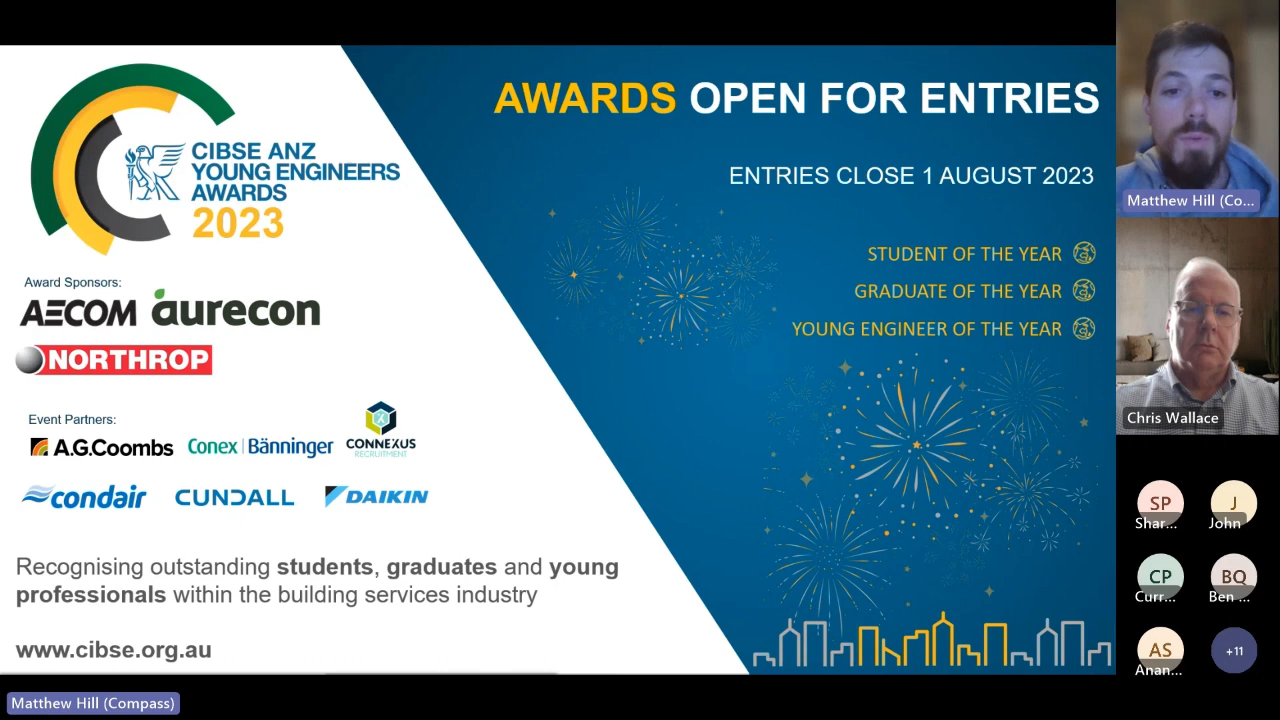 CIBSE ANZ
YOUNG ENGINEERS
AWARDS
2023
Award Sponsors:
AECOM aurecon
NORTHROP
Event Partners:
A.G.Coombs Conex Bänninger CONNEXUS
RECRUITMENT
condair CUNDALL DAIKIN
Recognising outstanding students, graduates and young
professionals within the building services industry
www.cibse.org.au
AWARDS OPEN FOR ENTRIES
ENTRIES CLOSE 1 AUGUST 2023
STUDENT OF THE YEAR
GRADUATE OF THE YEAR
YOUNG ENGINEER OF THE YEAR
Matthew Hill (Co...
Chris Wallace
SP J
Shar... John
CP BQ
Curr... Ben ...
AS +11
Anan...
Matthew Hill (Compass)